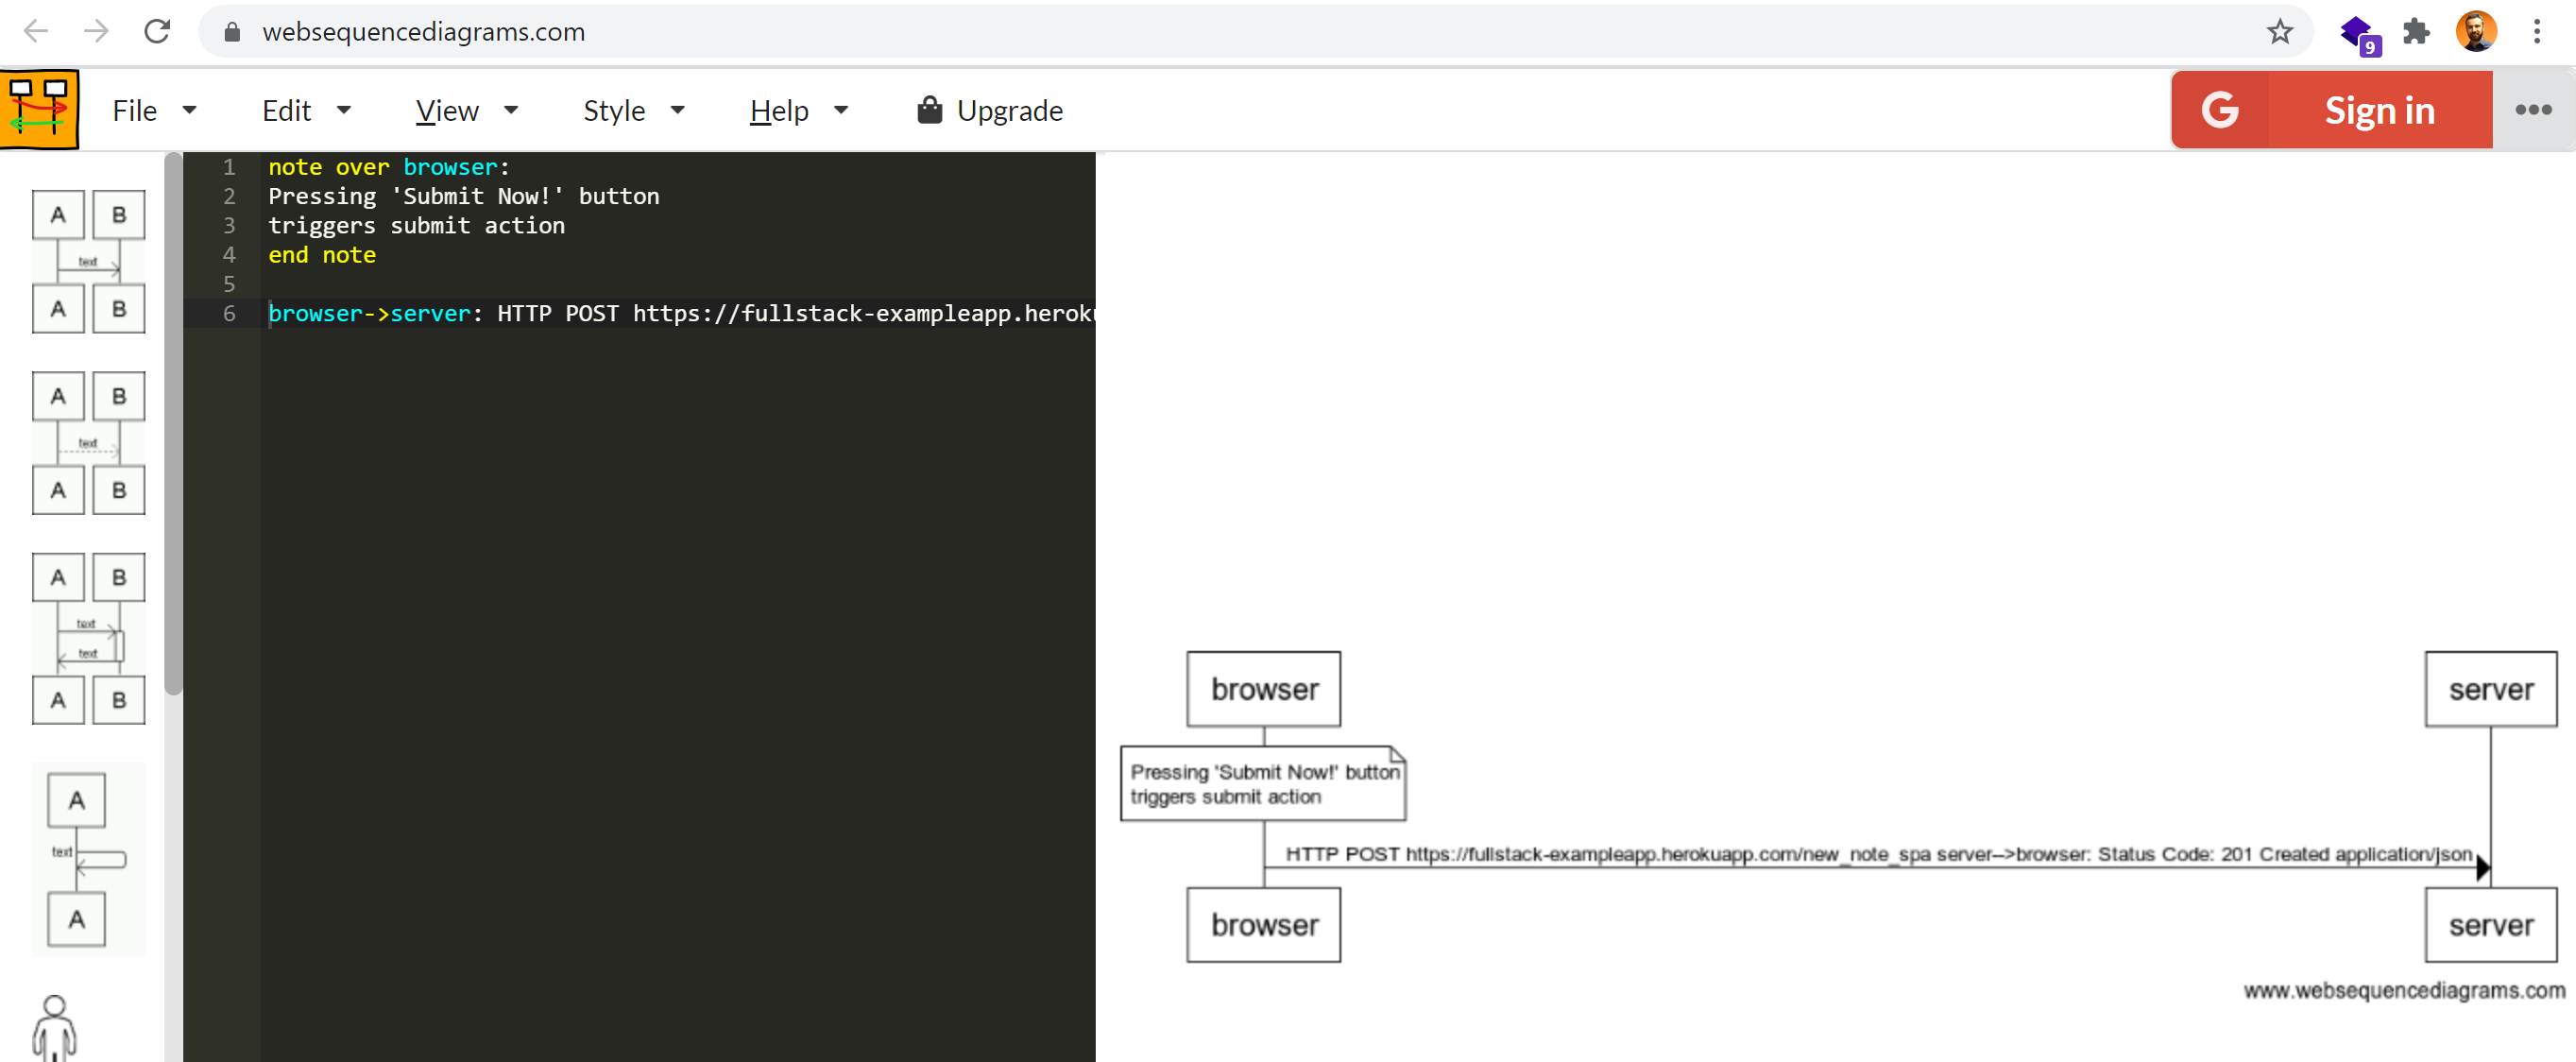 websequencediagrams.com
9
File Edit View Style Help Upgrade
G Sign in
A B
text
A B
A B
text
A B
A B
text
text
A B
A
text
A
1 note over browser:
2 Pressing 'Submit Now!' button
3 triggers submit action
4 end note
5
6 browser->server: HTTP POST https://fullstack-exampleapp.herok
browser server
Pressing 'Submit Now!' button
triggers submit action
HTTP POST https://fullstack-exampleapp.herokuapp.com/new_note_spa server-->browser: Status Code: 201 Created application/json
browser server
www.websequencediagrams.com